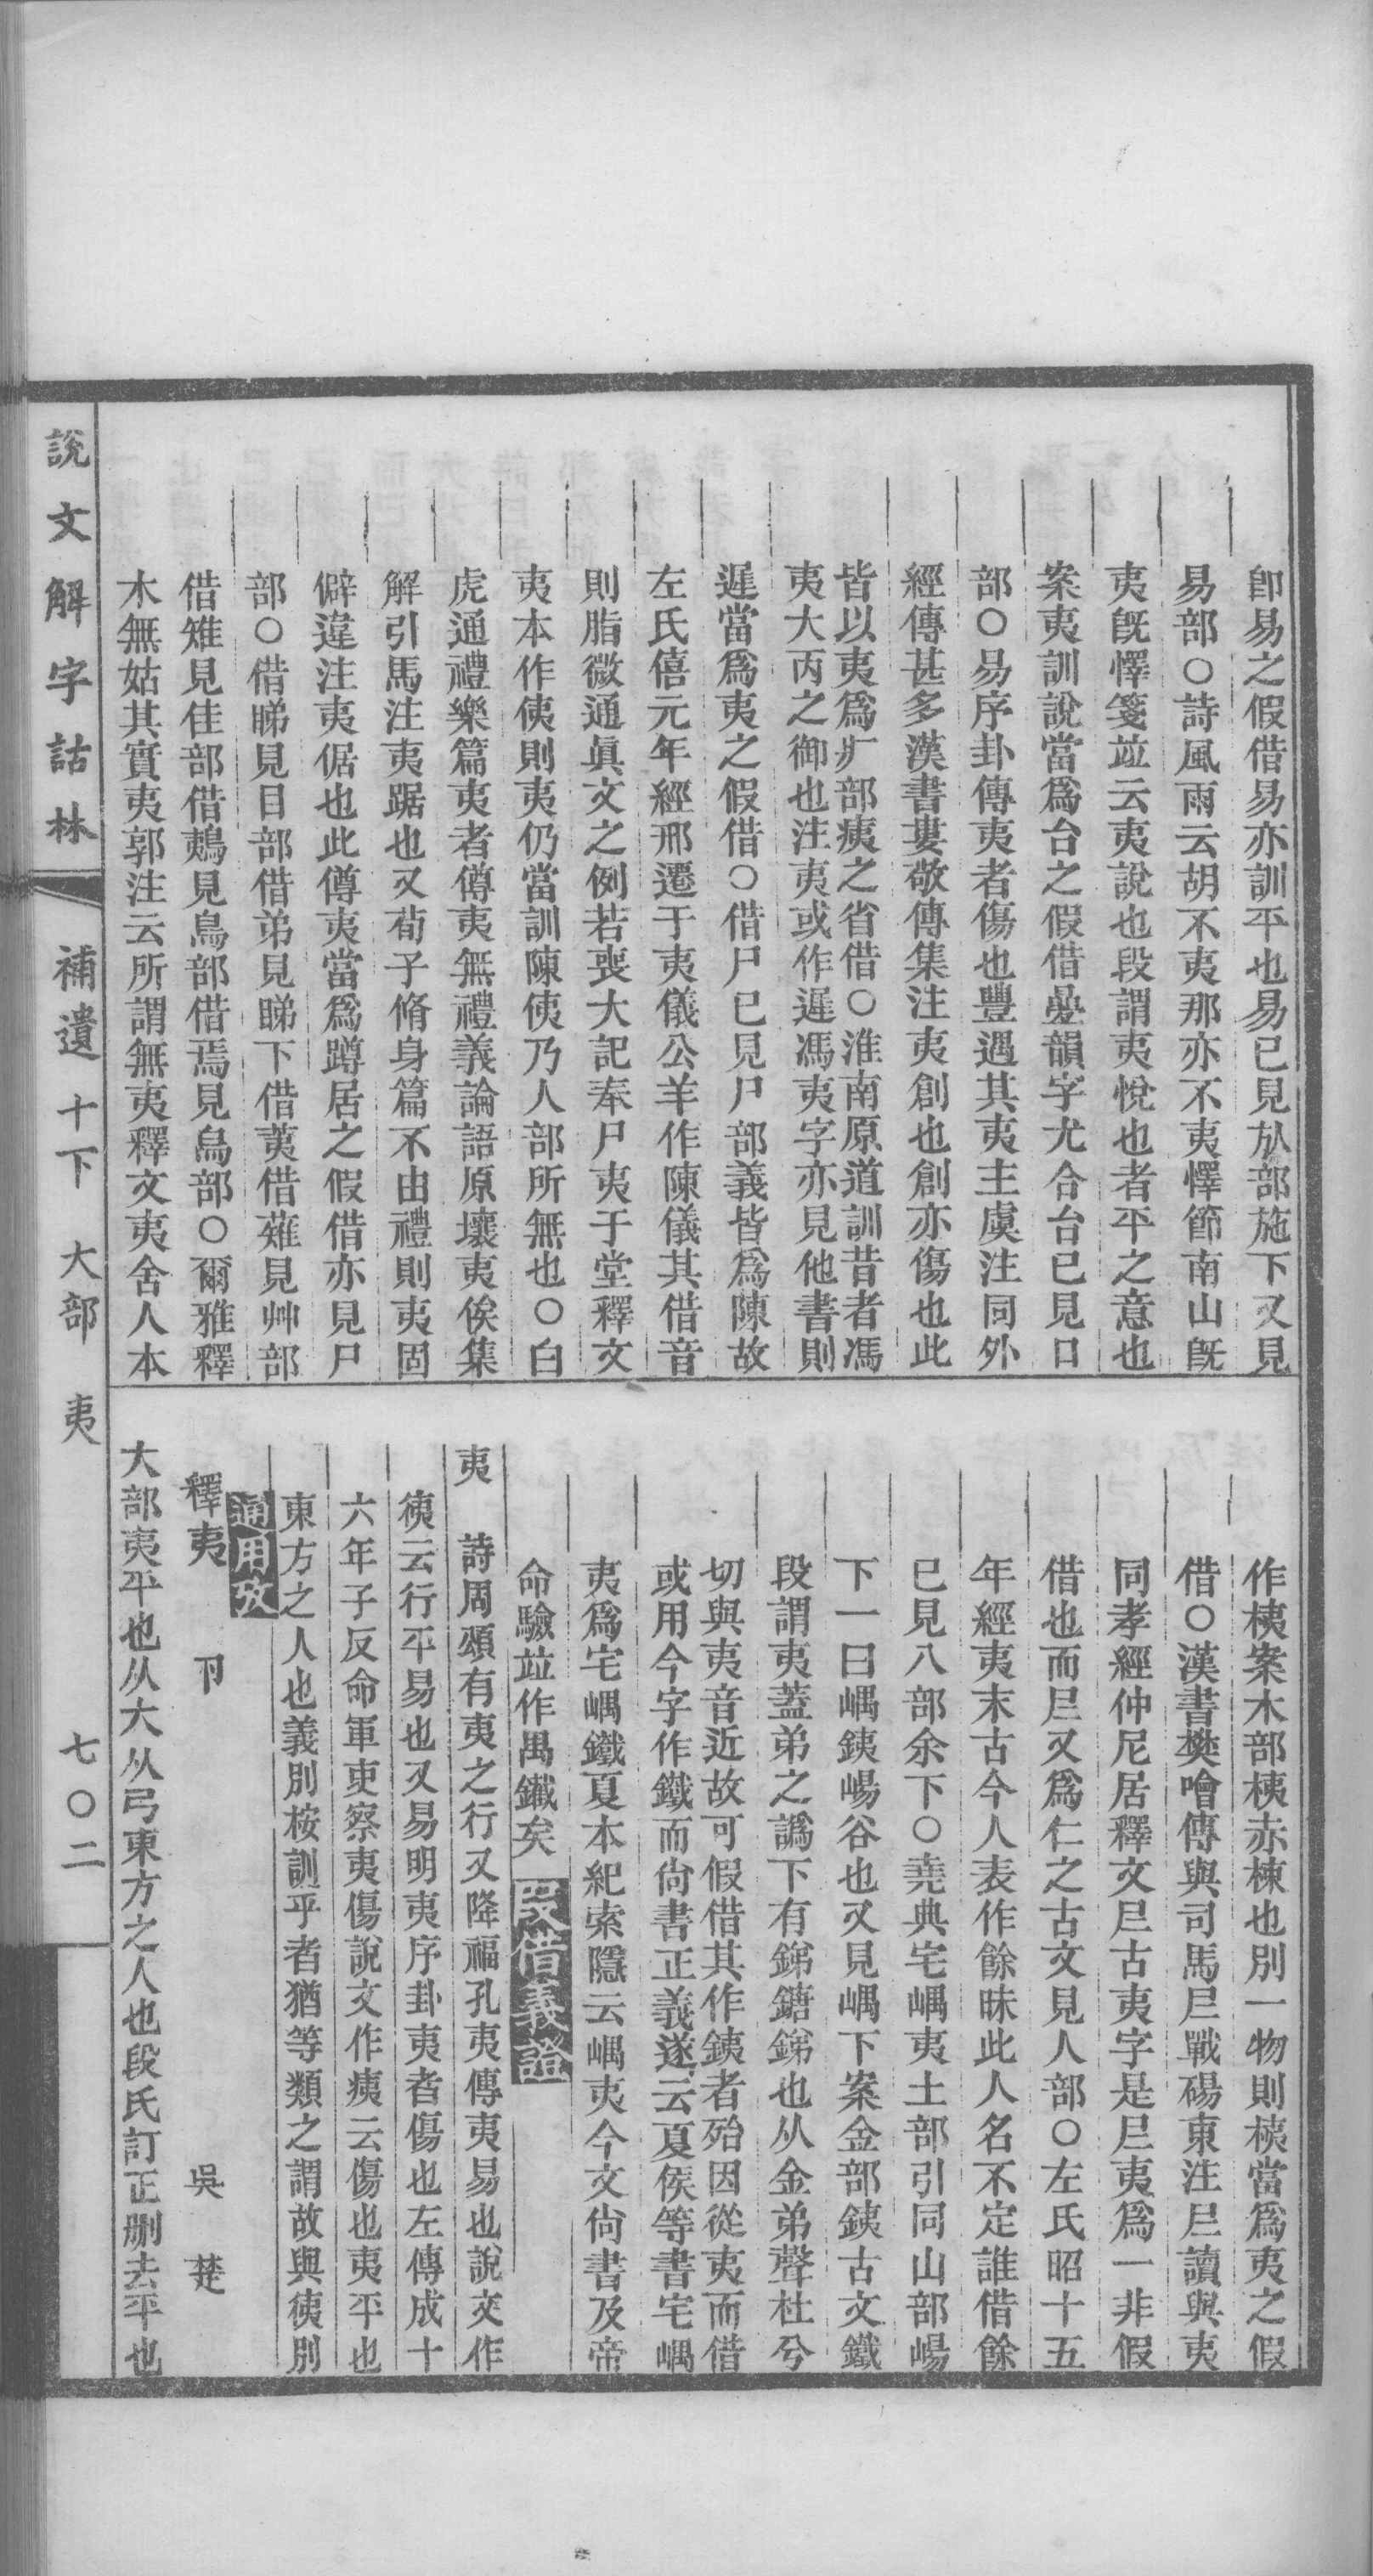 卽易之假借易亦訓平也易已見㫃部施下又見
易部○詩風雨云胡不夷那亦不夷懌節南山旣
夷旣懌箋竝云夷說也段謂夷悅也者平之意也
案夷訓說當爲台之假借曡韻字尤合台已見口
部○易序卦傳夷者傷也豐遇其夷主虞注同外
經傳甚多漢書婁敬傳集注夷創也創亦傷也此
皆以夷爲疒部痍之省借○淮南原道訓昔者馮
夷大丙之御也注夷或作遲馮夷字亦見他書則
遲當爲夷之假借○借尸已見尸部義皆爲陳故
左氏僖元年經邢遷于夷儀公羊作陳儀其借音
則脂微通眞文之例若喪大記奉尸夷于堂釋文
夷本作侇則夷仍當訓陳侇乃人部所無也○白
虎通禮樂篇夷者僔夷無禮義論語原壤夷俟集
解引馬注夷踞也又荀子脩身篇不由禮則夷固
僻違注夷倨也此僔夷當爲蹲居之假借亦見尸
部○借睇見目部借弟見睇下借荑借薙見艸部
借雉見隹部借鴺見鳥部借焉見烏部○爾雅釋
木無姑其實夷郭注云所謂無夷釋文夷舍人本
作桋案木部桋赤棟也別一物則桋當爲夷之假
借○漢書樊噲傳與司馬𡰥戰碭東注𡰥讀與夷
同孝經仲尼居釋文𡰥古夷字是𡰥夷爲一非假
借也而𡰥又爲仁之古文見人部○左氏昭十五
年經夷末古今人表作餘昧此人名不定誰借餘
已見八部余下○堯典宅嵎夷土部引同山部崵
下一曰嵎銕崵谷也又見嵎下案金部銕古文鐵
段謂夷蓋弟之譌下有銻鎕銻也从金弟聲杜兮
切與夷音近故可假借其作銕者殆因從夷而借
或用今字作鐵而尙書正義遂云夏侯等書宅嵎
夷爲宅嵎鐵夏本紀索隱云嵎夷今文尙書及帝
命驗竝作禺鐵矣 說文假借義證
夷　詩周頌有夷之行又降福孔夷傳夷易也說文作
徛云行平易也又易明夷序卦夷者傷也左傳成十
六年子反命軍吏察夷傷說文作痍云傷也夷平也
東方之人也義別桉訓平者猶等類之謂故與徛別
通用攷
釋夷　下　吳楚
大部夷平也从大从弓東方之人也段氏訂正刪去平也
說文解字詁林　補遺十下　大部　夷　七〇二